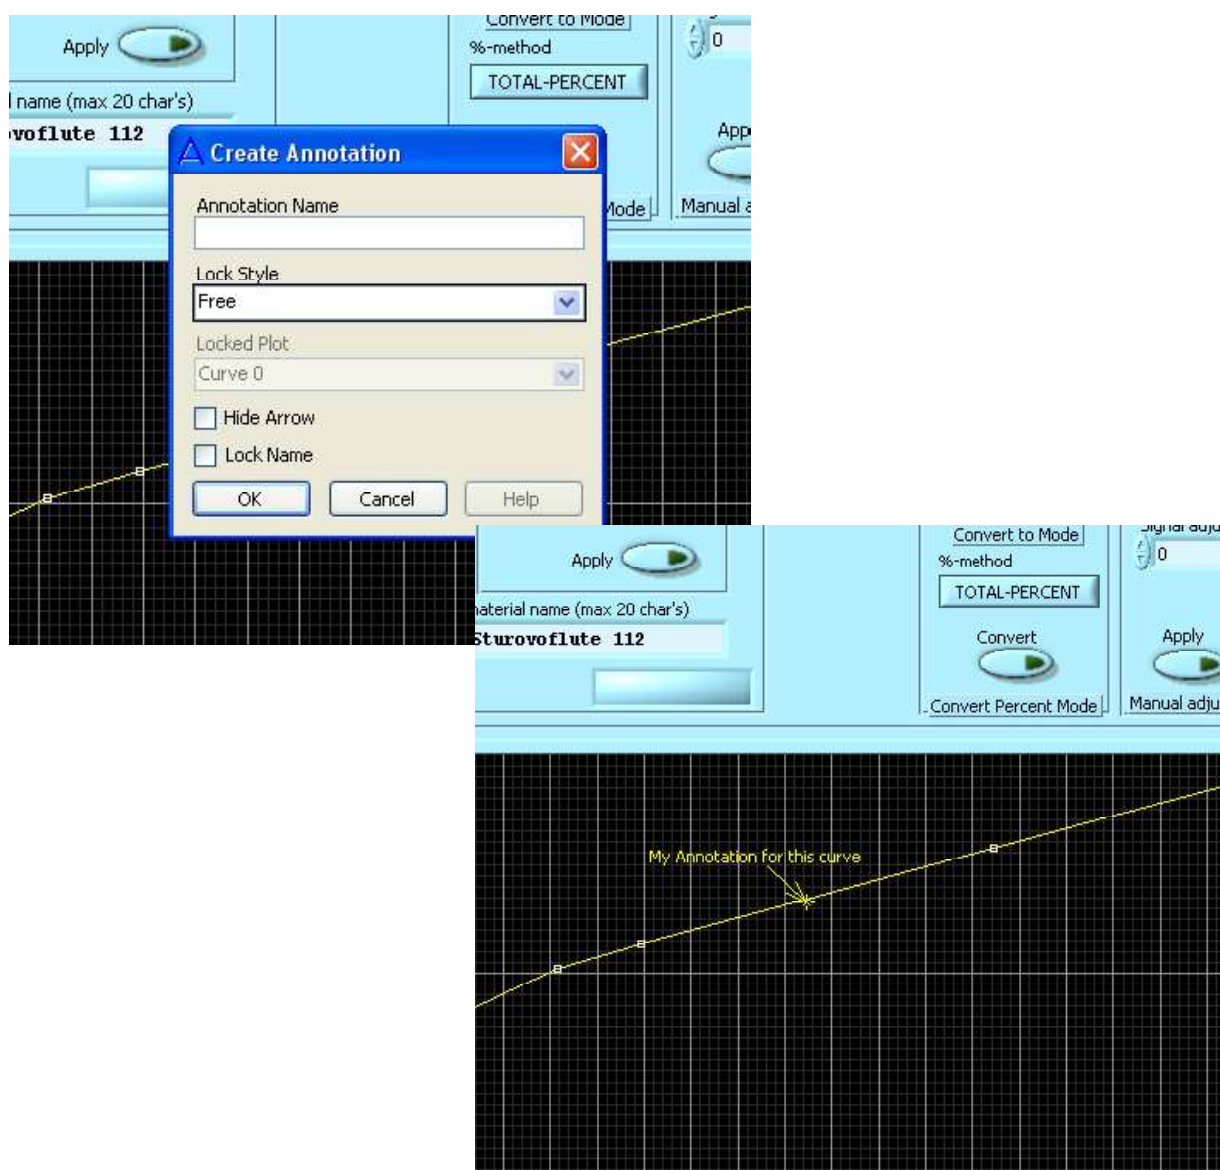 Convert to Mode
Apply
%-method
0
TOTAL-PERCENT
name (max 20 char's)
voflute 112
Create Annotation
App
Annotation Name
Mode
Manual a
Lock Style
Free
Locked Plot
Curve 0
Hide Arrow
Lock Name
OK
Cancel
Help
Convert to Mode
Signal adju
Apply
%-method
0
TOTAL-PERCENT
aterial name (max 20 char's)
Sturovoflute 112
Convert
Apply
Convert Percent Mode
Manual adju
My Annotation for this curve